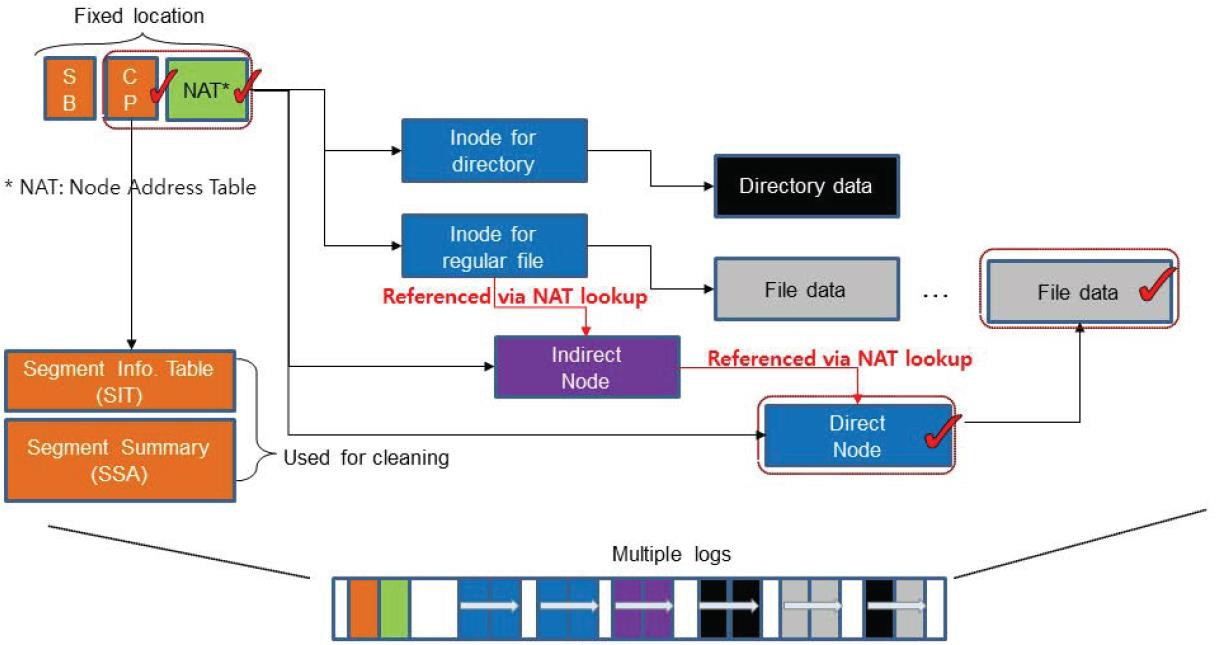 Fixed location
S
B
C
P
NAT*
* NAT: Node Address Table
Inode for
directory
Directory data
Inode for
regular file
File data
...
File data
Referenced via NAT lookup
Indirect
Node
Referenced via NAT lookup
Direct
Node
Segment Info. Table
(SIT)
Segment Summary
(SSA)
Used for cleaning
Multiple logs